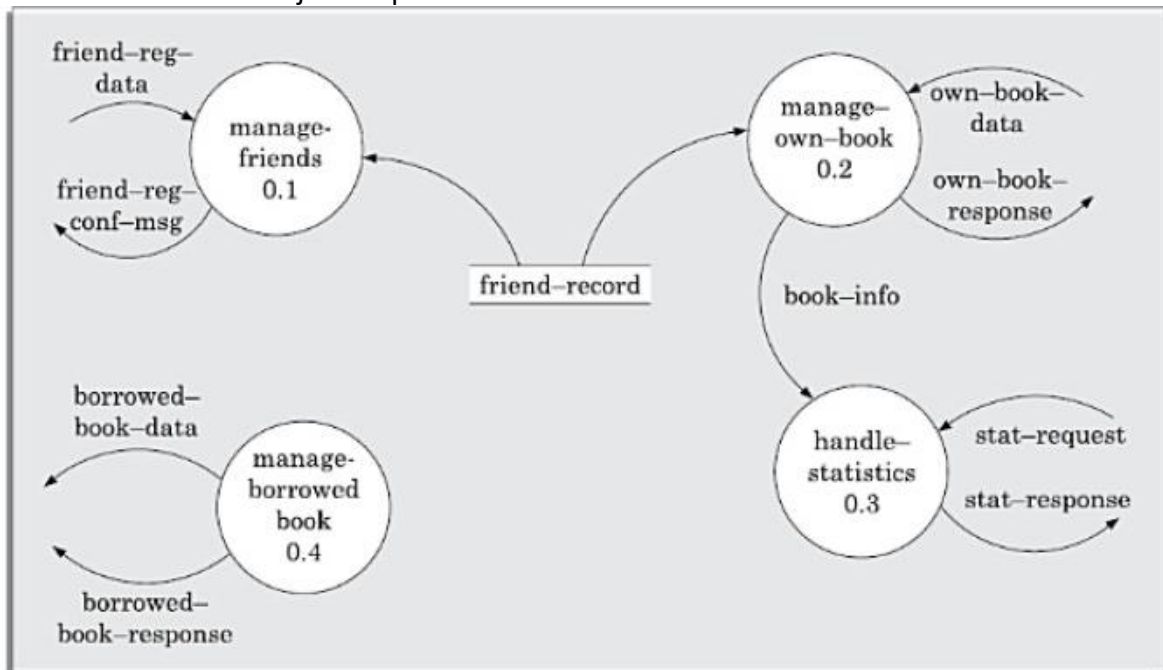 friend–reg–
data
manage-
friends
0.1
friend–reg–
conf–msg
manage–
own–book
0.2
own–book–
data
own–book–
response
friend–record
book–info
borrowed–
book–data
manage-
borrowed
book
0.4
borrowed–
book–response
handle–
statistics
0.3
stat–request
stat–response